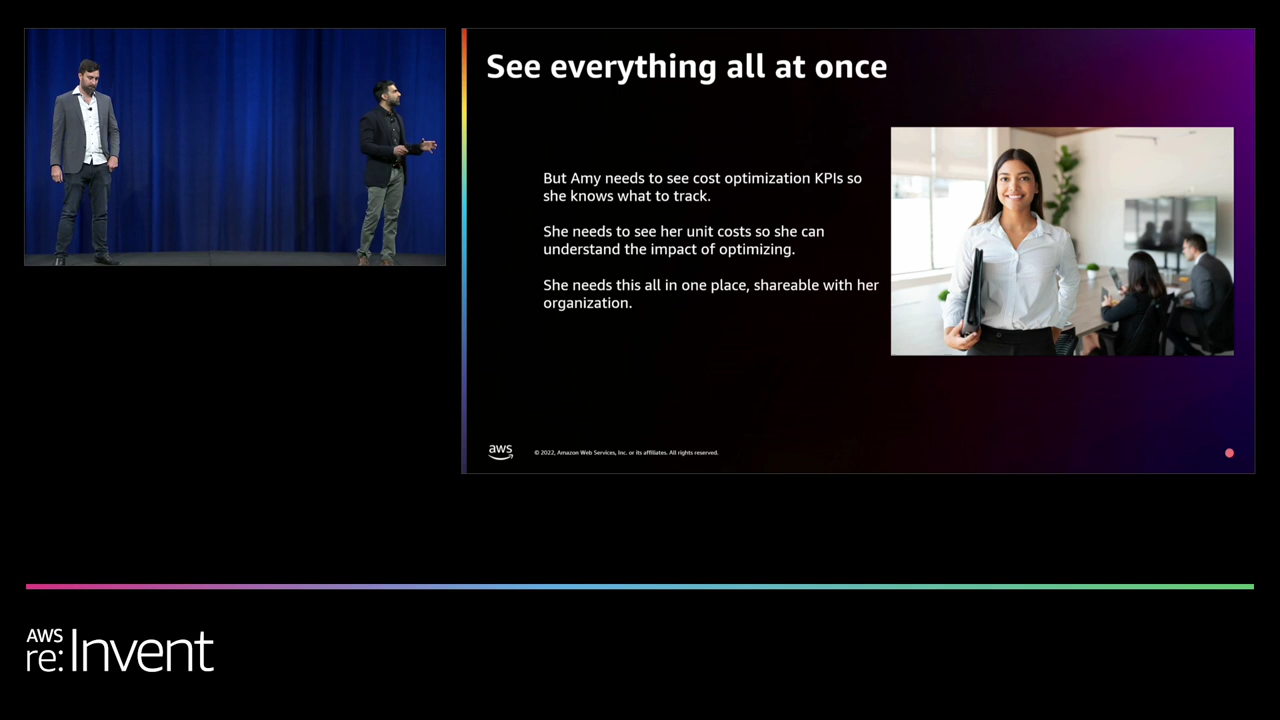 See everything all at once
But Amy needs to see cost optimization KPIs so
she knows what to track.
She needs to see her unit costs so she can
understand the impact of optimizing.
She needs this all in one place, shareable with her
organization.
aws
© 2022, Amazon Web Services, Inc. or its affiliates. All rights reserved.
AWS
re:Invent